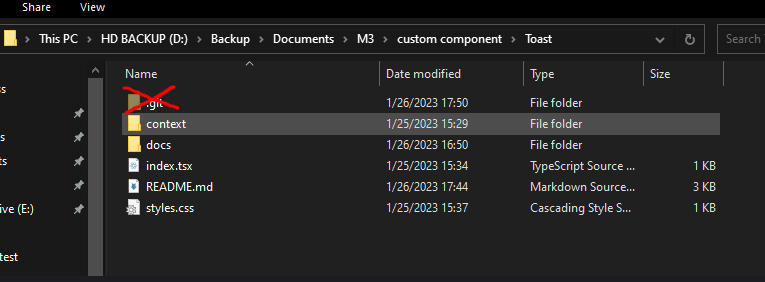 Share View
This PC > HD BACKUP (D:) > Backup > Documents > M3 > custom component > Toast Search
Name Date modified Type Size
.git 1/26/2023 17:50 File folder
ss context 1/25/2023 15:29 File folder
docs 1/26/2023 16:50 File folder
s index.tsx 1/25/2023 15:34 TypeScript Source ... 1 KB
ts README.md 1/26/2023 17:44 Markdown Source... 3 KB
ive (E:) styles.css 1/25/2023 15:37 Cascading Style S... 1 KB
test